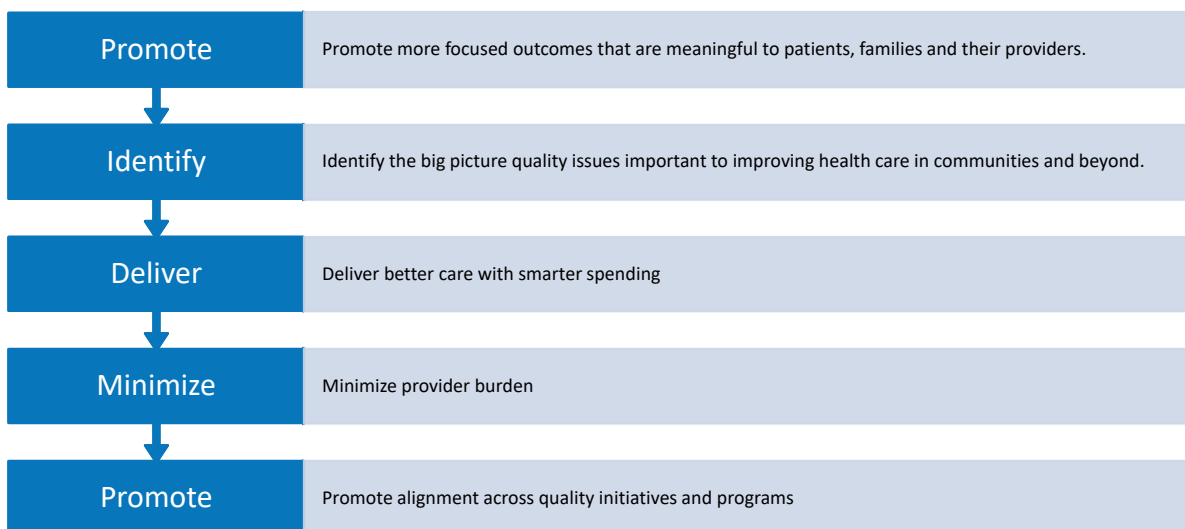 Promote
Promote more focused outcomes that are meaningful to patients, families and their providers.
Identify
Identify the big picture quality issues important to improving health care in communities and beyond.
Deliver
Deliver better care with smarter spending
Minimize
Minimize provider burden
Promote
Promote alignment across quality initiatives and programs